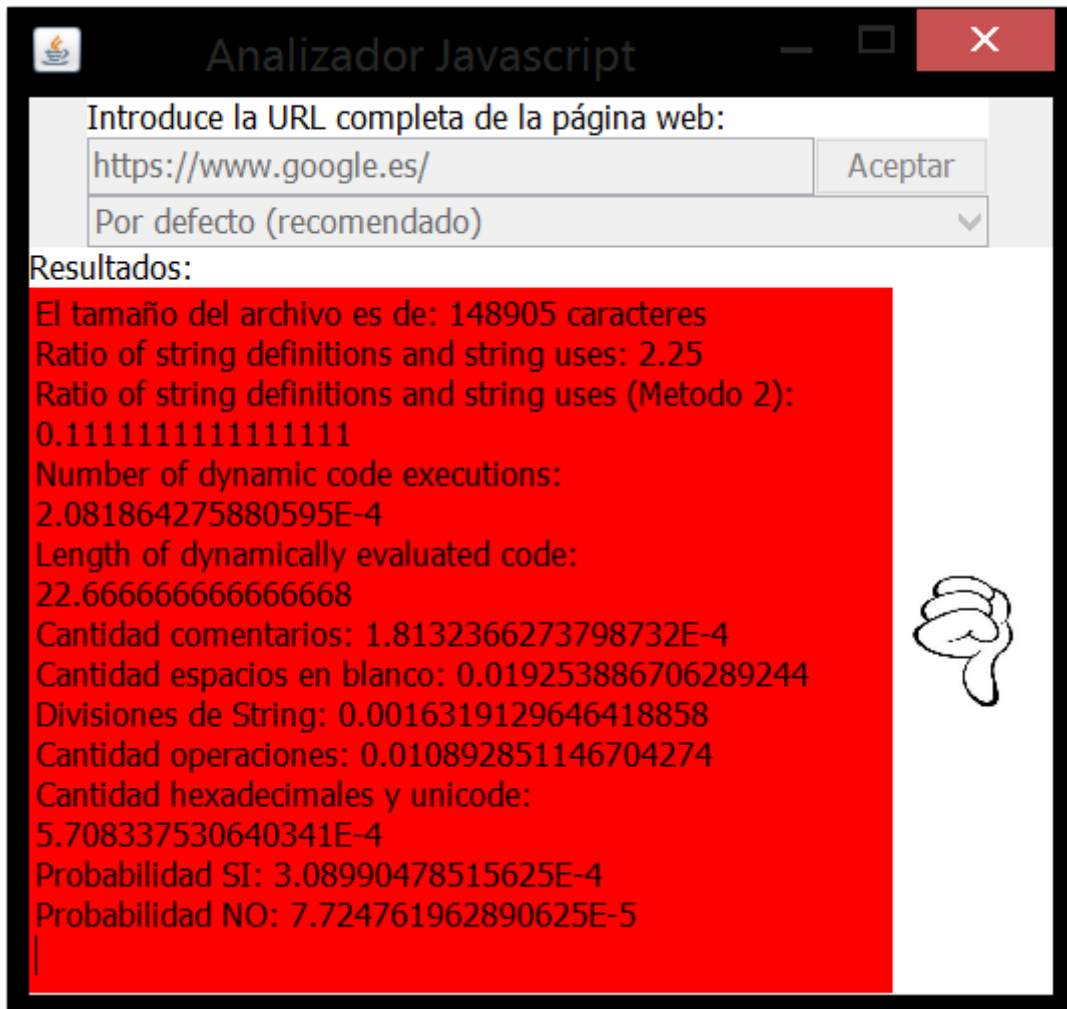 Analizador Javascript
Introduce la URL completa de la página web:
https://www.google.es/
Aceptar
Por defecto (recomendado)
Resultados:
El tamaño del archivo es de: 148905 caracteres
Ratio of string definitions and string uses: 2.25
Ratio of string definitions and string uses (Metodo 2):
0.1111111111111111
Number of dynamic code executions:
2.081864275880595E-4
Length of dynamically evaluated code:
22.666666666666668
Cantidad comentarios: 1.8132366273798732E-4
Cantidad espacios en blanco: 0.019253886706289244
Divisiones de String: 0.0016319129646418858
Cantidad operaciones: 0.010892851146704274
Cantidad hexadecimales y unicode:
5.708337530640341E-4
Probabilidad SI: 3.08990478515625E-4
Probabilidad NO: 7.724761962890625E-5